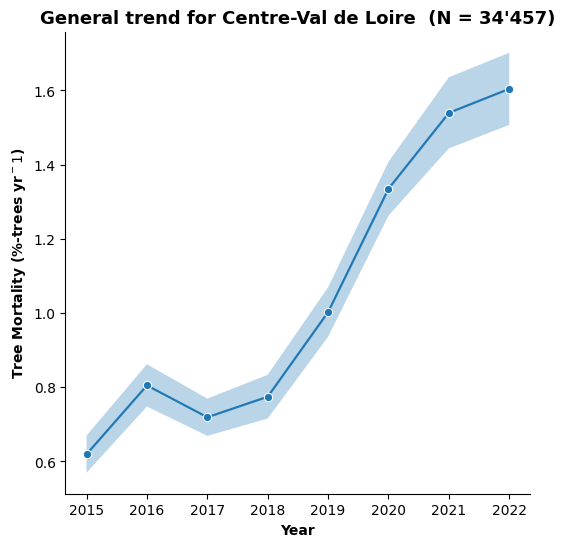 General trend for Centre-Val de Loire (N = 34'457)
Tree Mortality (%-trees yr⁻1)
1.6
1.4
1.2
1.0
0.8
0.6
2015 2016 2017 2018 2019 2020 2021 2022
Year